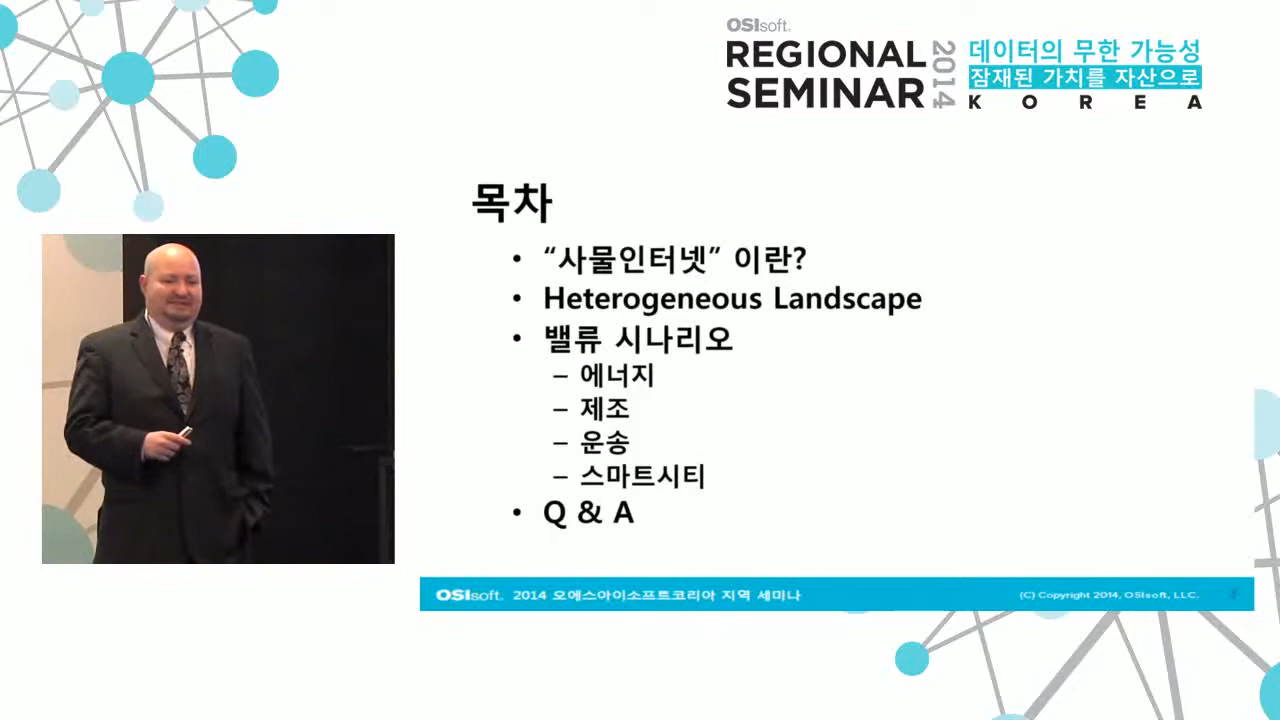 OSIsoft.
REGIONAL
SEMINAR
2014
데이터의 무한 가능성
잠재된 가치를 자산으로
KOREA
목차
• “사물인터넷” 이란?
• Heterogeneous Landscape
• 밸류 시나리오
– 에너지
– 제조
– 운송
– 스마트시티
• Q & A
OSIsoft. 2014 오에스아이소프트코리아 지역 세미나
(C) Copyright 2014, OSIsoft, LLC.